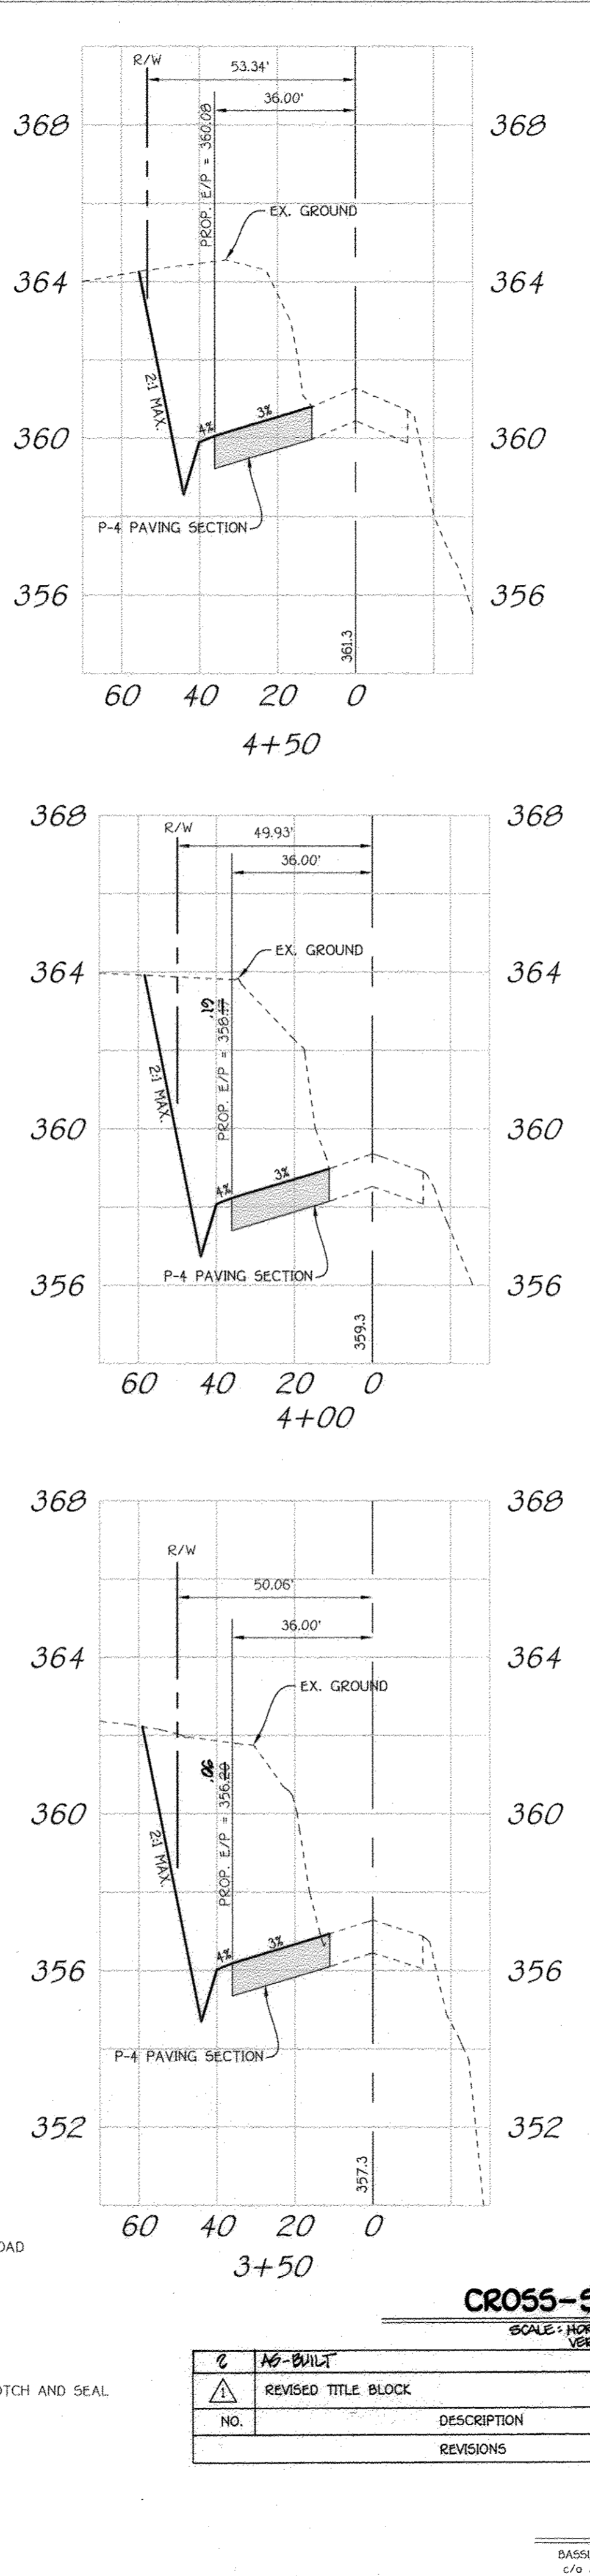 R/W
53.34'
36.00'
368 368
PROP. E/P = 360.08
EX. GROUND
364 364
2:1 MAX.
4%
3%
360 360
P-4 PAVING SECTION
356 356
361.3
60 40 20 0
4+50
368 368
R/W
49.93'
36.00'
EX. GROUND
364 364
.19
PROP. E/P = 358.17
2:1 MAX.
360 360
4%
3%
P-4 PAVING SECTION
356 356
359.3
60 40 20 0
4+00
368 368
R/W
50.06'
36.00'
364 364
EX. GROUND
.06
PROP. E/P = 356.20
360 360
2:1 MAX.
4%
3%
356 356
P-4 PAVING SECTION
352 352
357.3
60 40 20 0
3+50
OAD
CROSS-S
SCALE: HOR
VER
2 AS-BUILT
OTCH AND SEAL
1 REVISED TITLE BLOCK
NO. DESCRIPTION
REVISIONS
BASSL
c/o